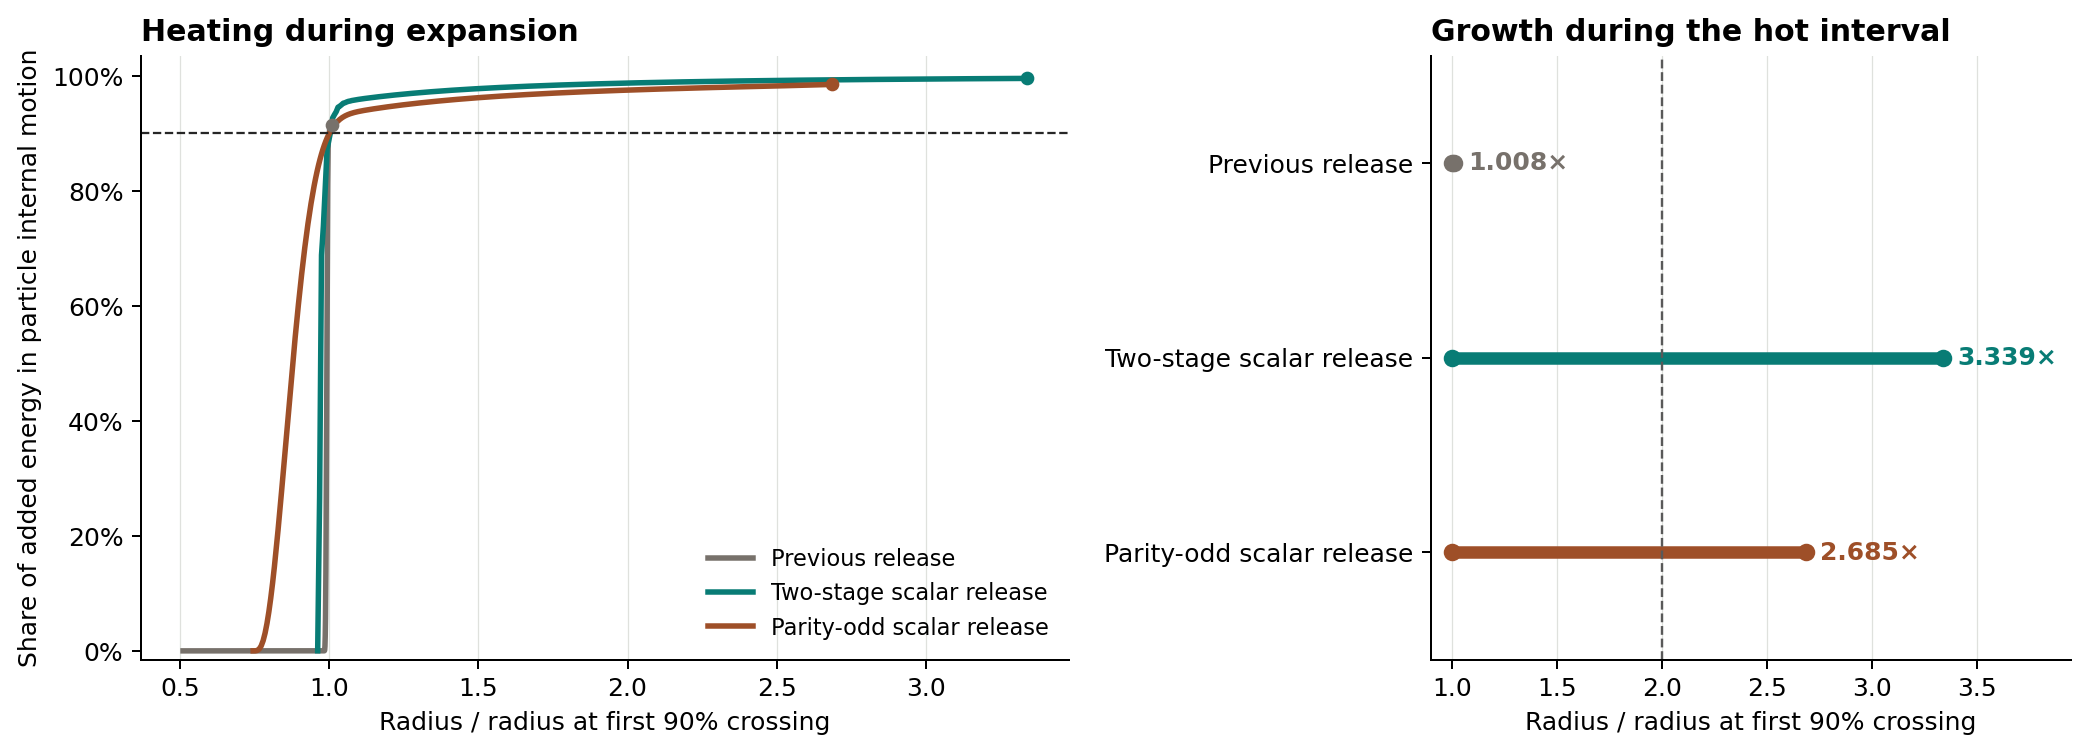 Heating during expansion
Share of added energy in particle internal motion
100%
80%
60%
40%
20%
0%
0.5
1.0
1.5
2.0
2.5
3.0
Radius / radius at first 90% crossing
Previous release
Two-stage scalar release
Parity-odd scalar release
Growth during the hot interval
Previous release
1.008×
Two-stage scalar release
3.339×
Parity-odd scalar release
2.685×
1.0
1.5
2.0
2.5
3.0
3.5
Radius / radius at first 90% crossing